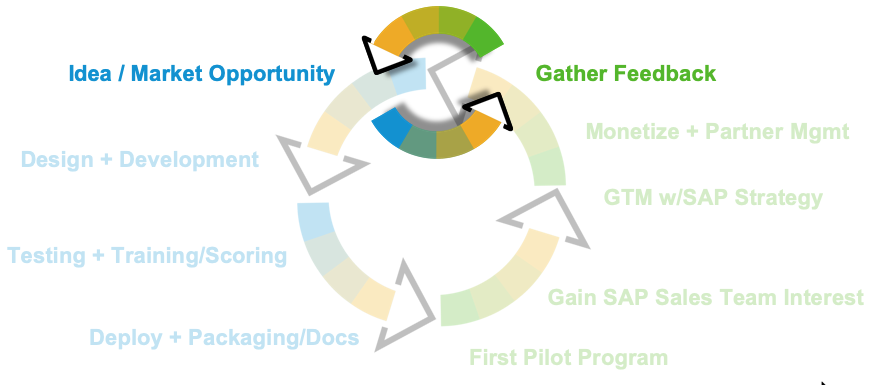 Idea / Market Opportunity
Gather Feedback
Monetize + Partner Mgmt
Design + Development
GTM w/SAP Strategy
Testing + Training/Scoring
Gain SAP Sales Team Interest
Deploy + Packaging/Docs
First Pilot Program